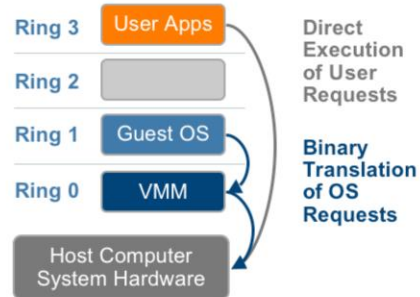 Ring 3
User Apps
Ring 2
Ring 1
Guest OS
Ring 0
VMM
Host Computer
System Hardware
Direct
Execution
of User
Requests
Binary
Translation
of OS
Requests